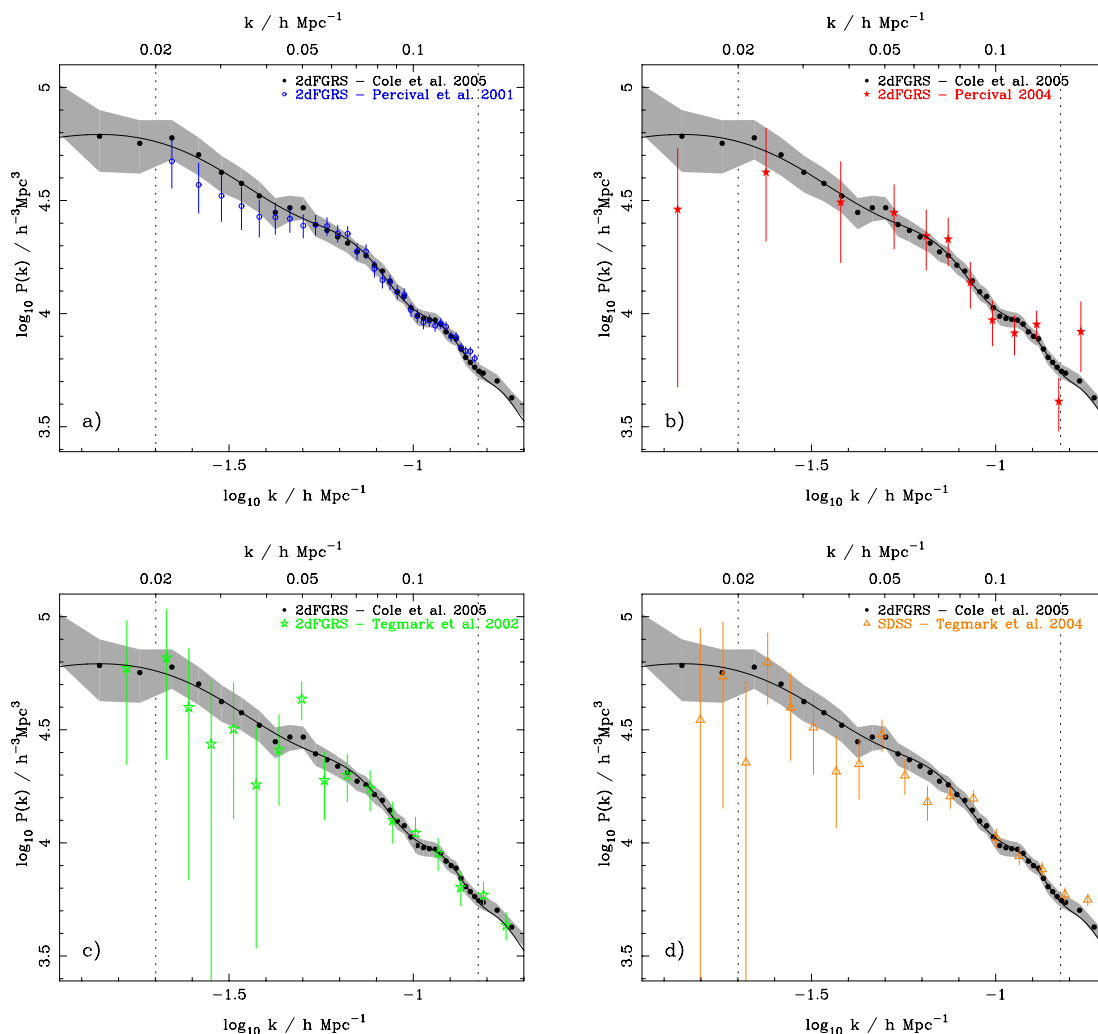 k / h Mpc⁻¹
0.02 0.05 0.1
2dFGRS − Cole et al. 2005
2dFGRS − Percival et al. 2001
log₁₀ P(k) / h⁻³Mpc³
5
4.5
4
3.5
a)
−1.5 −1
log₁₀ k / h Mpc⁻¹
k / h Mpc⁻¹
0.02 0.05 0.1
2dFGRS − Cole et al. 2005
2dFGRS − Percival 2004
log₁₀ P(k) / h⁻³Mpc³
5
4.5
4
3.5
b)
−1.5 −1
log₁₀ k / h Mpc⁻¹
k / h Mpc⁻¹
0.02 0.05 0.1
2dFGRS − Cole et al. 2005
2dFGRS − Tegmark et al. 2002
log₁₀ P(k) / h⁻³Mpc³
5
4.5
4
3.5
c)
−1.5 −1
log₁₀ k / h Mpc⁻¹
k / h Mpc⁻¹
0.02 0.05 0.1
2dFGRS − Cole et al. 2005
SDSS − Tegmark et al. 2004
log₁₀ P(k) / h⁻³Mpc³
5
4.5
4
3.5
d)
−1.5 −1
log₁₀ k / h Mpc⁻¹